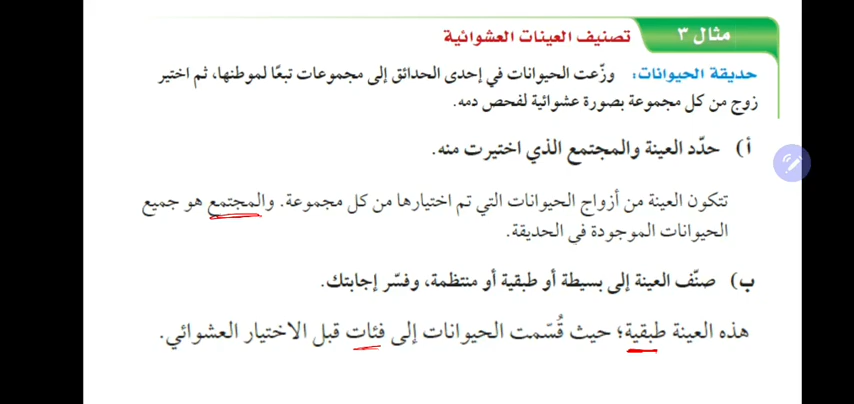 مثال ٣ تصنيف العينات العشوائية
حديقة الحيوانات: وزّعت الحيوانات في إحدى الحدائق إلى مجموعات تبعًا لموطنها، ثم اختير
زوج من كل مجموعة بصورة عشوائية لفحص دمه.
أ) حدّد العينة والمجتمع الذي اختيرت منه.
تتكون العينة من أزواج الحيوانات التي تم اختيارها من كل مجموعة. والمجتمع هو جميع
الحيوانات الموجودة في الحديقة.
ب) صنّف العينة إلى بسيطة أو طبقية أو منتظمة، وفسّر إجابتك.
هذه العينة طبقية؛ حيث قُسّمت الحيوانات إلى فئات قبل الاختيار العشوائي.